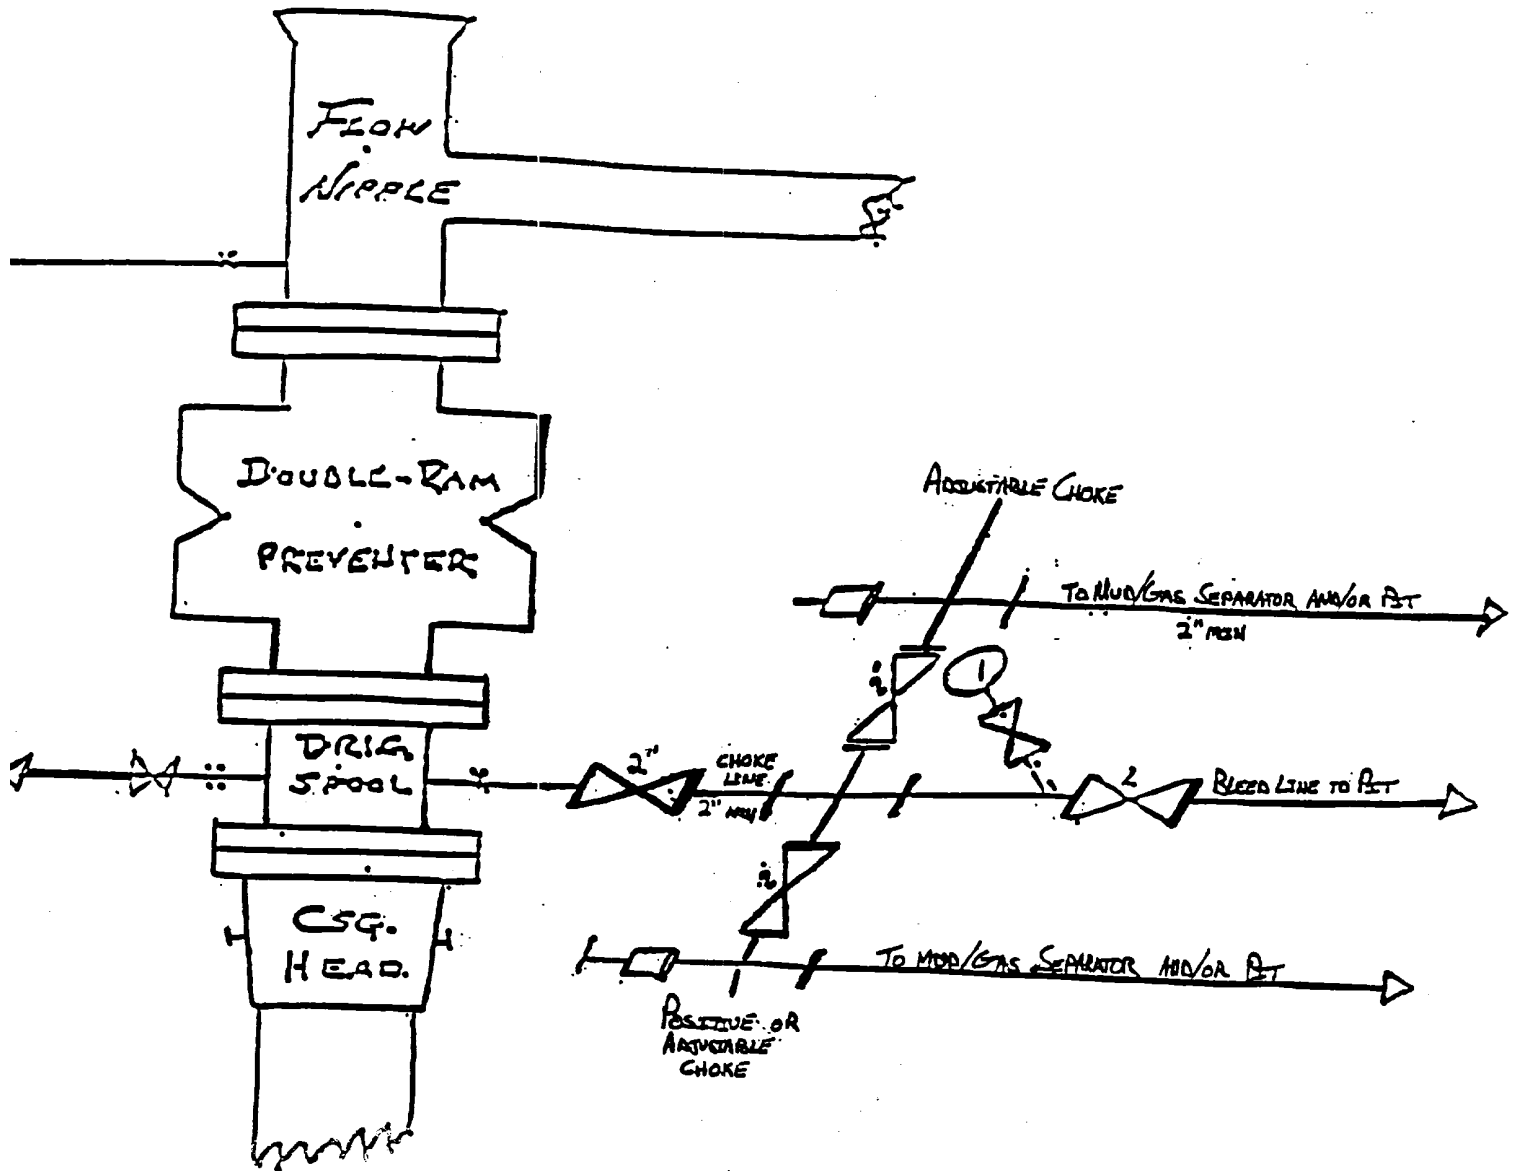 FLOW
NIPPLE
DOUBLE-RAM
PREVENTER
ADJUSTABLE CHOKE
TO MUD/GAS SEPARATOR AND/OR PIT
2" MIN
2"
1
DRLG
SPOOL
2"
CHOKE
LINE
2" MIN
2
BLEED LINE TO PIT
2"
CSG.
HEAD.
TO MUD/GAS SEPARATOR AND/OR PIT
POSITIVE OR
ADJUSTABLE
CHOKE